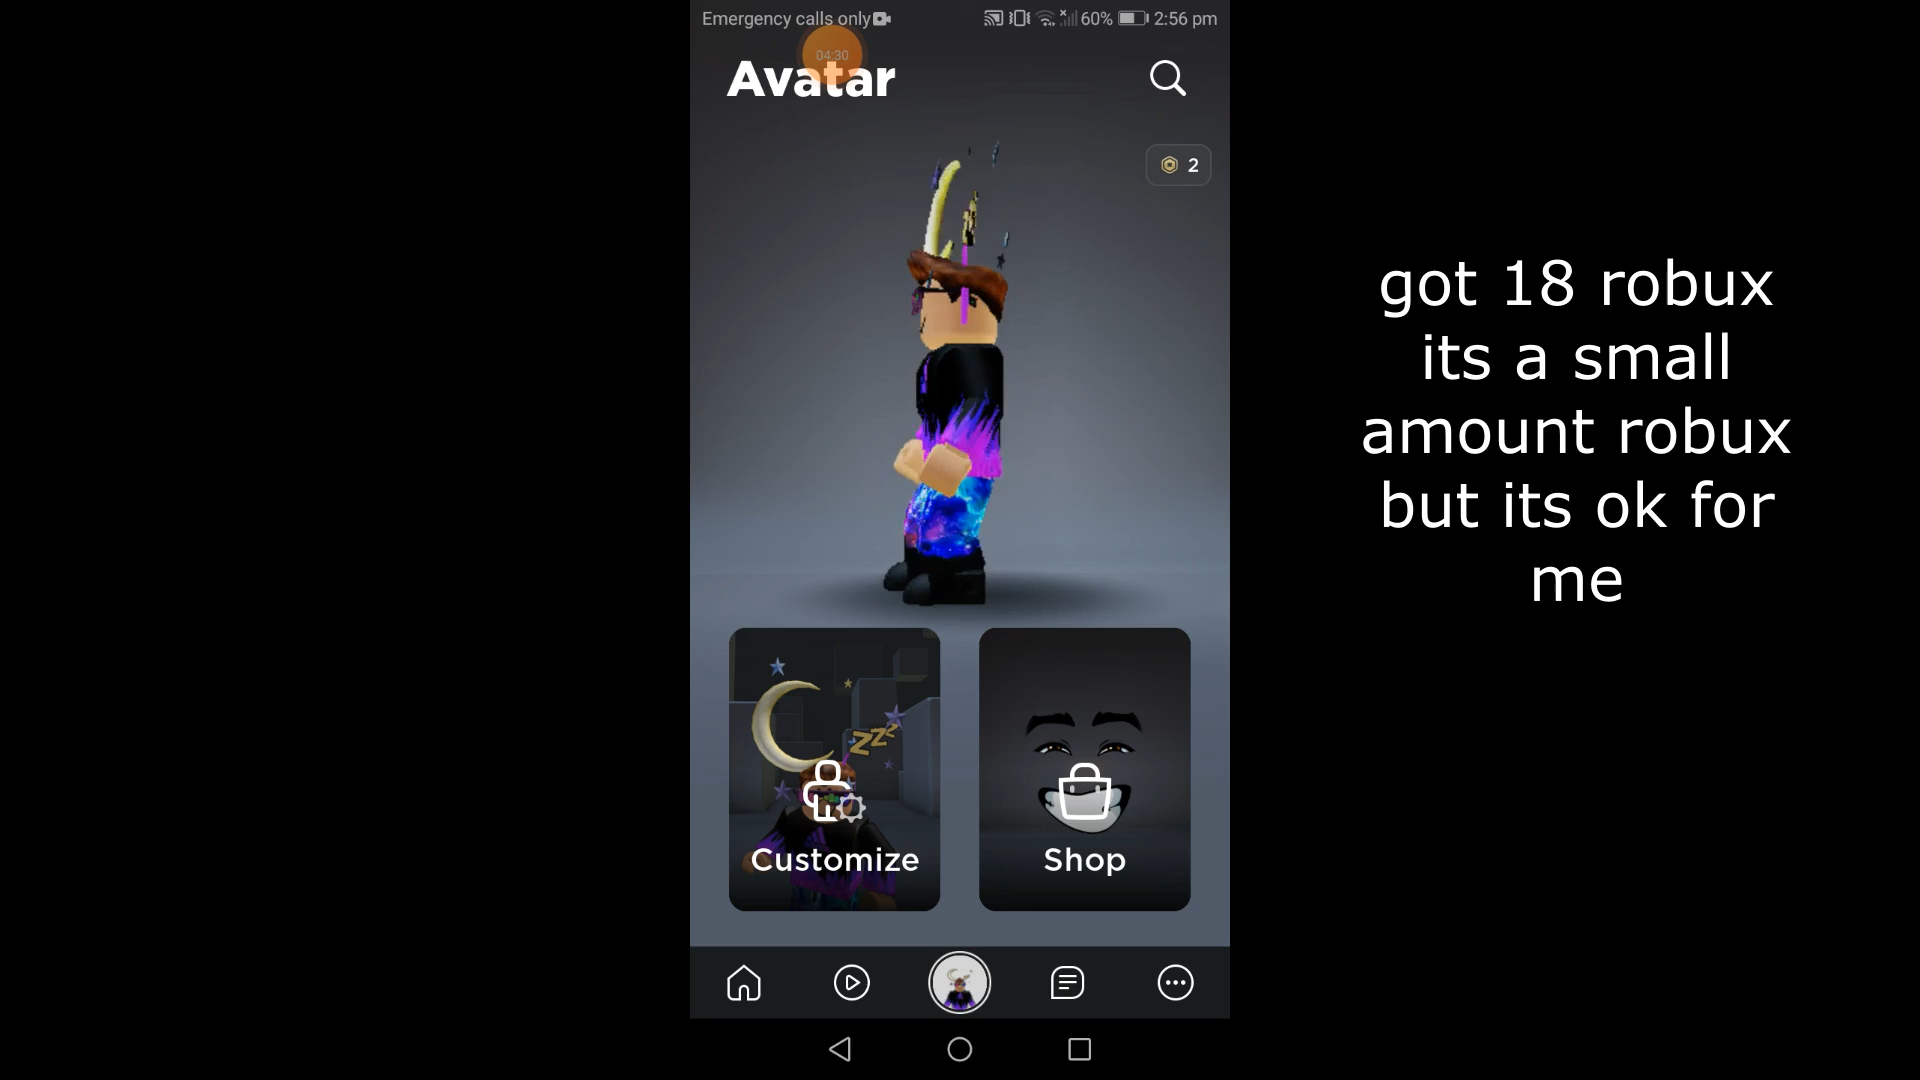 Emergency calls only
60%
2:56 pm
04:30
Avatar
2
zzz
Customize
Shop
got 18 robux
its a small
amount robux
but its ok for
me